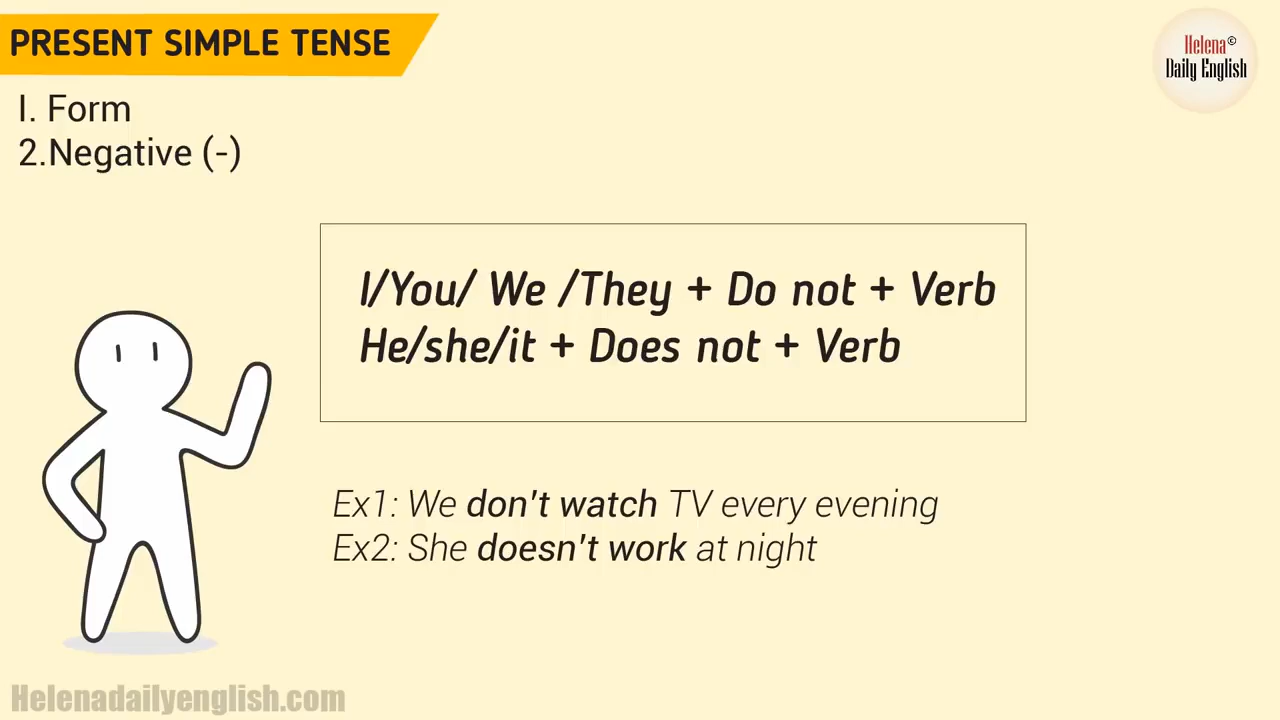 PRESENT SIMPLE TENSE
Helena©
Daily English
I. Form
2.Negative (-)
I/You/ We /They + Do not + Verb
He/she/it + Does not + Verb
Ex1: We don't watch TV every evening
Ex2: She doesn't work at night
Helenadailyenglish.com